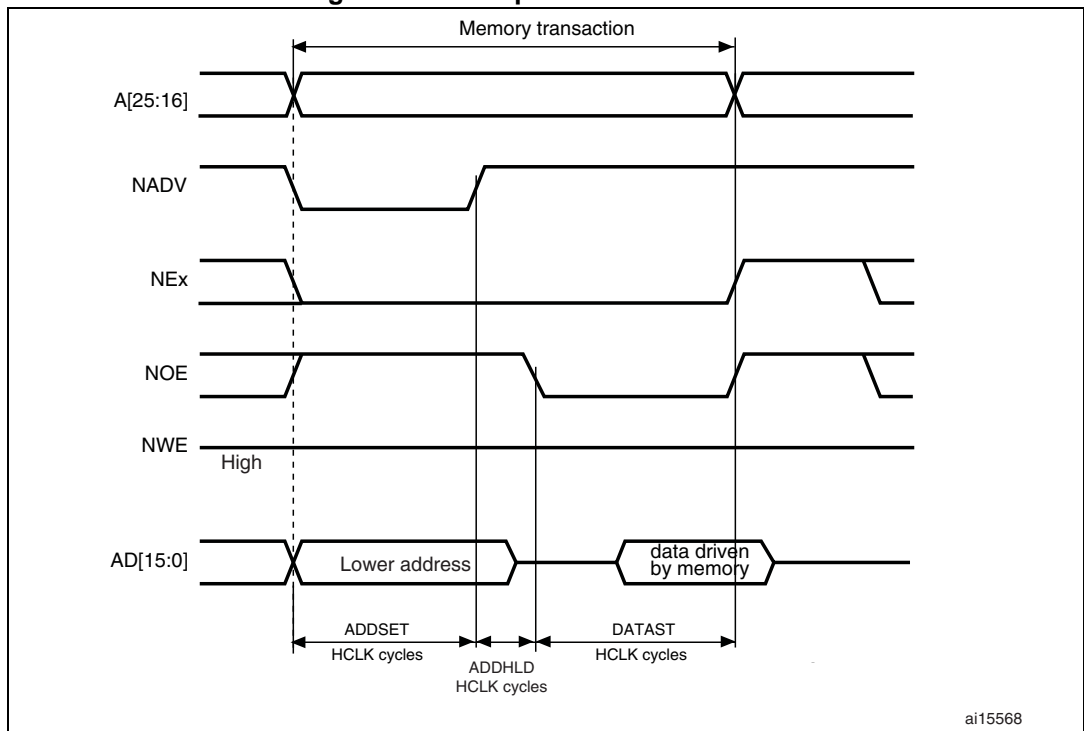 Memory transaction
A[25:16]
NADV
NEx
NOE
NWE
High
AD[15:0]
Lower address
data driven
by memory
ADDSET
HCLK cycles
ADDHLD
HCLK cycles
DATAST
HCLK cycles
ai15568